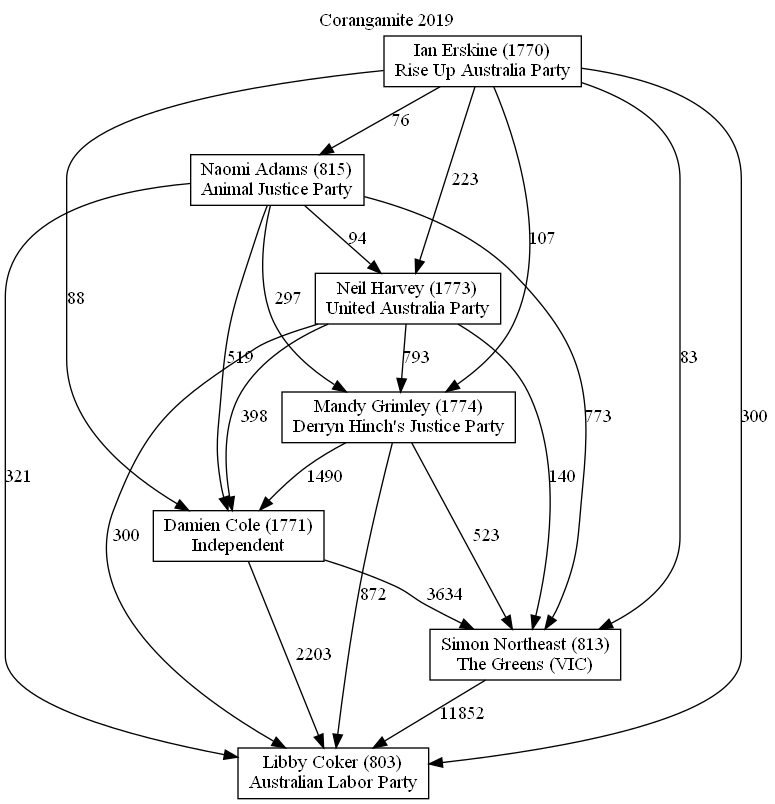 Corangamite 2019
Ian Erskine (1770)
Rise Up Australia Party
76
Naomi Adams (815)
Animal Justice Party
223
94
107
Neil Harvey (1773)
United Australia Party
88
297
519
793
83
398
773
300
Mandy Grimley (1774)
Derryn Hinch's Justice Party
321
1490
140
Damien Cole (1771)
Independent
300
523
872
3634
Simon Northeast (813)
The Greens (VIC)
2203
11852
Libby Coker (803)
Australian Labor Party